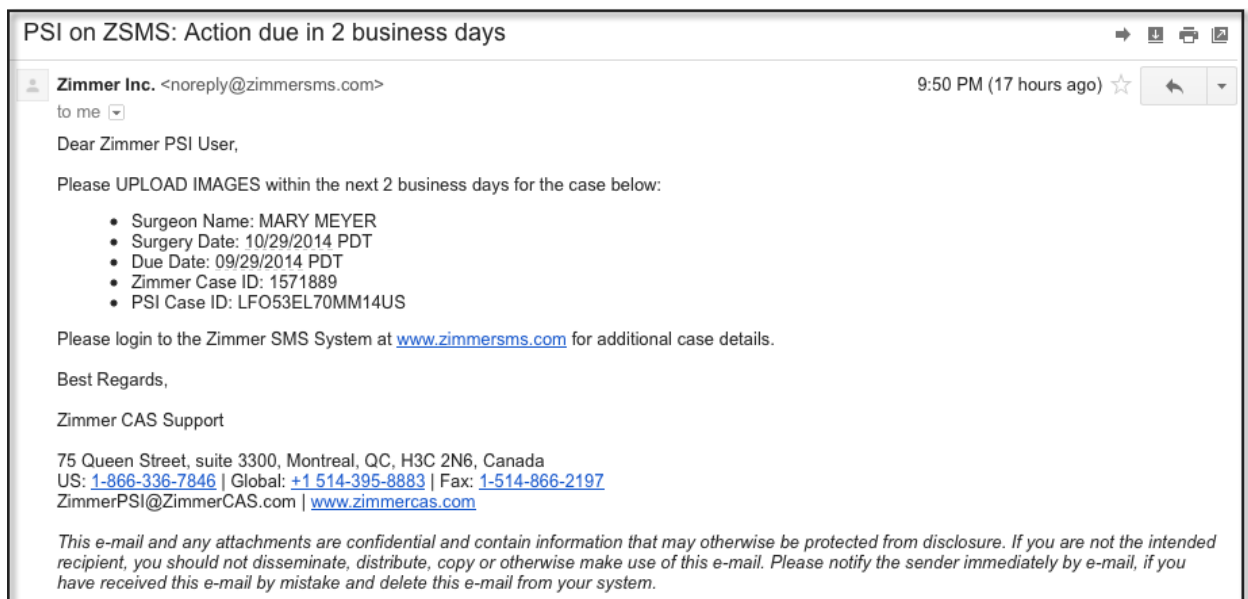 PSI on ZSMS: Action due in 2 business days
Zimmer Inc. <noreply@zimmersms.com>
9:50 PM (17 hours ago)
to me
Dear Zimmer PSI User,
Please UPLOAD IMAGES within the next 2 business days for the case below:
• Surgeon Name: MARY MEYER
• Surgery Date: 10/29/2014 PDT
• Due Date: 09/29/2014 PDT
• Zimmer Case ID: 1571889
• PSI Case ID: LFO53EL70MM14US
Please login to the Zimmer SMS System at www.zimmersms.com for additional case details.
Best Regards,
Zimmer CAS Support
75 Queen Street, suite 3300, Montreal, QC, H3C 2N6, Canada
US: 1-866-336-7846 | Global: +1 514-395-8883 | Fax: 1-514-866-2197
ZimmerPSI@ZimmerCAS.com | www.zimmercas.com
This e-mail and any attachments are confidential and contain information that may otherwise be protected from disclosure. If you are not the intended
recipient, you should not disseminate, distribute, copy or otherwise make use of this e-mail. Please notify the sender immediately by e-mail, if you
have received this e-mail by mistake and delete this e-mail from your system.